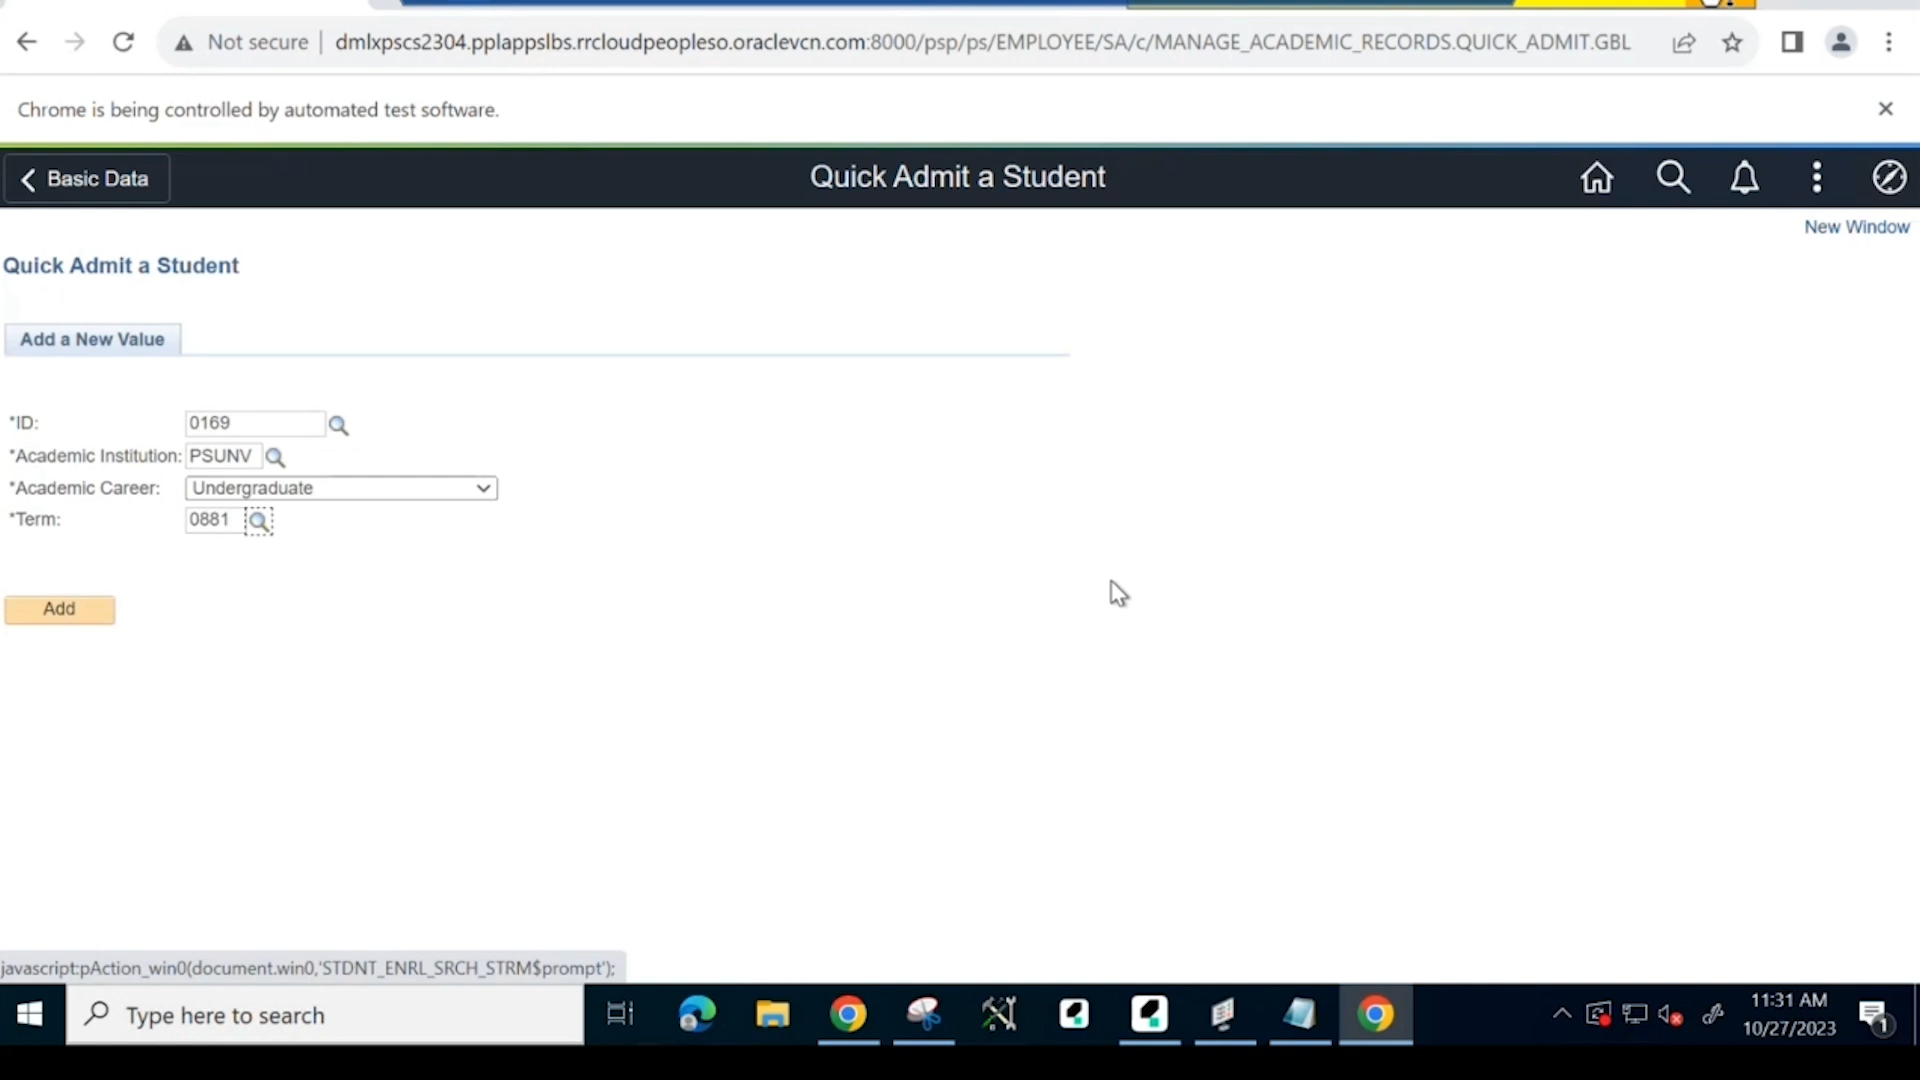 Not secure | dmlxpscs2304.pplappslbs.rrcloudpeopleso.oraclevcn.com:8000/psp/ps/EMPLOYEE/SA/c/MANAGE_ACADEMIC_RECORDS.QUICK_ADMIT.GBL
Chrome is being controlled by automated test software.
Basic Data
Quick Admit a Student
New Window
Quick Admit a Student
Add a New Value
*ID: 0169
*Academic Institution: PSUNV
*Academic Career: Undergraduate
*Term: 0881
Add
javascript:pAction_win0(document.win0,'STDNT_ENRL_SRCH_STRM$prompt');
Type here to search
11:31 AM
10/27/2023
1